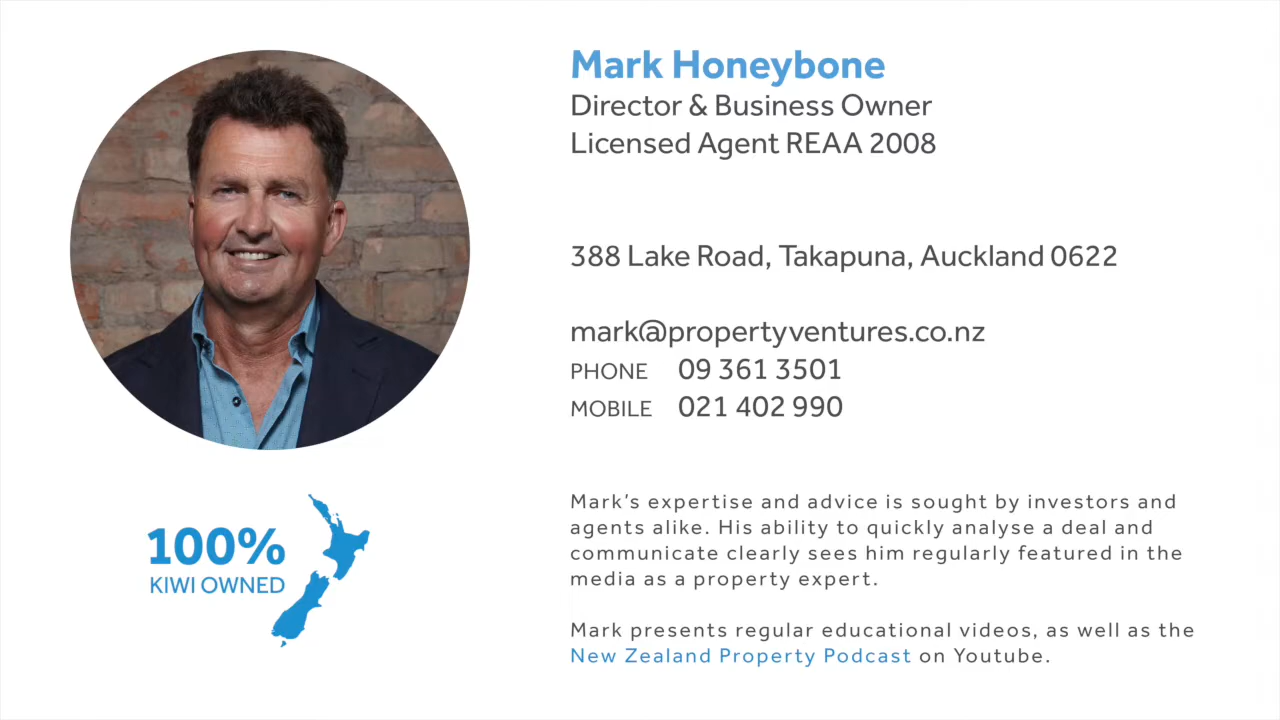 Mark Honeybone
Director & Business Owner
Licensed Agent REAA 2008
388 Lake Road, Takapuna, Auckland 0622
mark@propertyventures.co.nz
PHONE 09 361 3501
MOBILE 021 402 990
100%
KIWI OWNED
Mark's expertise and advice is sought by investors and
agents alike. His ability to quickly analyse a deal and
communicate clearly sees him regularly featured in the
media as a property expert.
Mark presents regular educational videos, as well as the
New Zealand Property Podcast on Youtube.